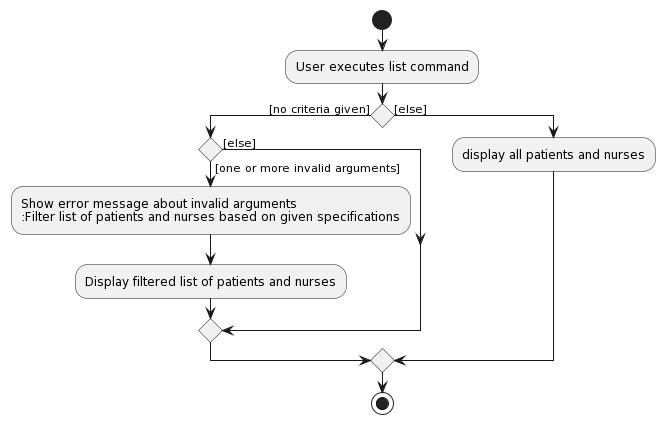 User executes list command
[no criteria given]
[else]
[else]
display all patients and nurses
[one or more invalid arguments]
Show error message about invalid arguments
:Filter list of patients and nurses based on given specifications
Display filtered list of patients and nurses